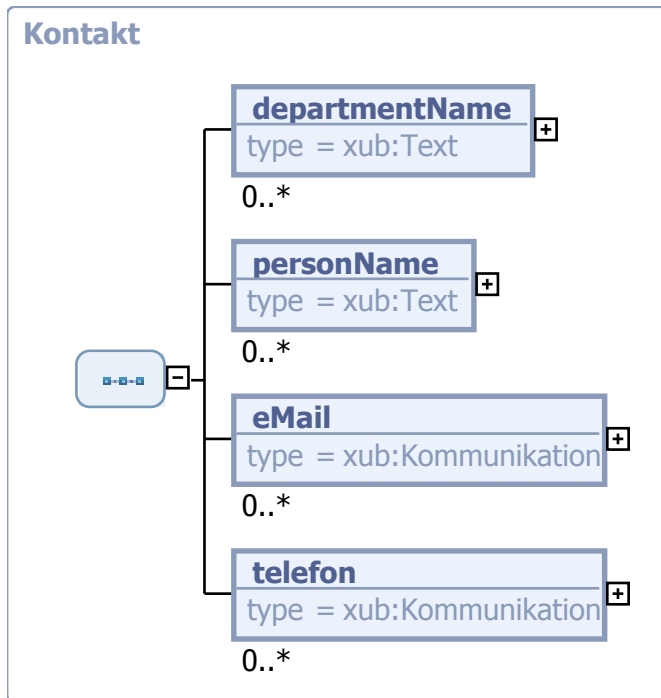 Kontakt
departmentName
type = xub:Text
0..*
personName
type = xub:Text
0..*
eMail
type = xub:Kommunikation
0..*
telefon
type = xub:Kommunikation
0..*